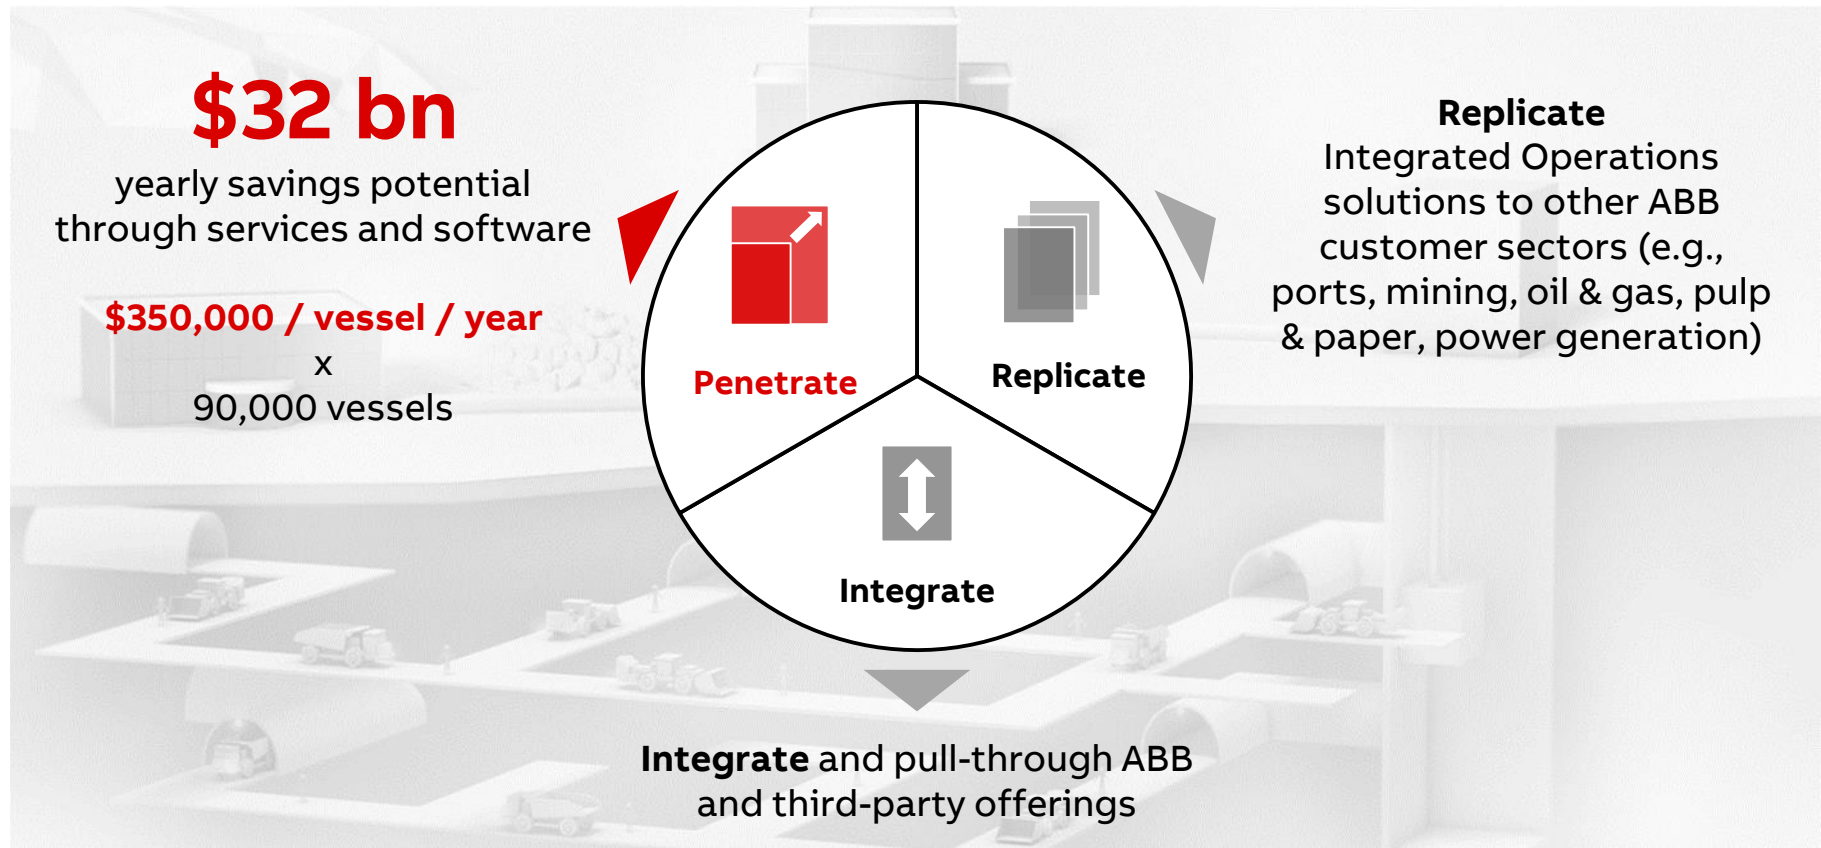 $32 bn
yearly savings potential
through services and software
$350,000 / vessel / year
x
90,000 vessels
Penetrate
Replicate
Integrate
Replicate
Integrated Operations
solutions to other ABB
customer sectors (e.g.,
ports, mining, oil & gas, pulp
& paper, power generation)
Integrate and pull-through ABB
and third-party offerings